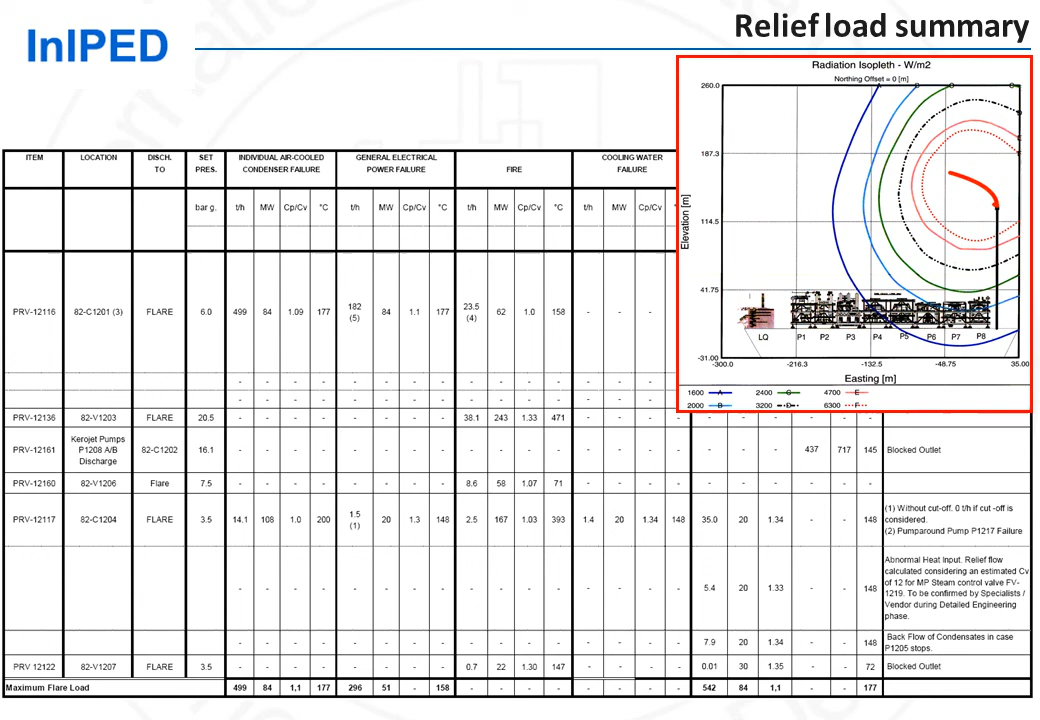 InIPED
Relief load summary
Radiation Isopleth - W/m2
Northing Offset = 0 [m]
260.0
187.3
114.5
41.75
-31.00
Elevation [m]
LQ P1 P2 P3 P4 P5 P6 P7 P8
-300.0 -216.3 -132.5 -48.75 35.00
Easting [m]
1600 A 2400 C 4700 E
2000 B 3200 D 6300 F
ITEM LOCATION DISCH. TO SET PRES. INDIVIDUAL AIR-COOLED CONDENSER FAILURE GENERAL ELECTRICAL POWER FAILURE FIRE COOLING WATER FAILURE
bar g. t/h MW Cp/Cv °C t/h MW Cp/Cv °C t/h MW Cp/Cv °C t/h MW Cp/Cv
PRV-12116 82-C1201 (3) FLARE 6.0 499 84 1.09 177 182 (5) 84 1.1 177 23.5 (4) 62 1.0 158 - - -
- - - - - - - - - - - - - - -
- - - - - - - - - - - - - - -
PRV-12136 82-V1203 FLARE 20.5 - - - - - - - - 38.1 243 1.33 471 - - - - - - - - - -
PRV-12161 Kerojet Pumps P1208 A/B Discharge 82-C1202 16.1 - - - - - - - - - - - - - - - - - - - 437 717 145 Blocked Outlet
PRV-12160 82-V1206 Flare 7.5 - - - - - - - - 8.6 58 1.07 71 - - - - - - - - - -
PRV-12117 82-C1204 FLARE 3.5 14.1 108 1.0 200 1.5 (1) 20 1.3 148 2.5 167 1.03 393 1.4 20 1.34 148 35.0 20 1.34 - - 148 (1) Without cut-off. 0 t/h if cut -off is considered.
(2) Pumparound Pump P1217 Failure
- - - - - - - - - - - - - - - - 5.4 20 1.33 - - 148 Abnormal Heat Input. Relief flow
calculated considering an estimated Cv
of 12 for MP Steam control valve FV-
1219. To be confirmed by Specialists /
Vendor during Detailed Engineering
phase.
- - - - - - - - - - - - - - - - 7.9 20 1.34 - - 148 Back Flow of Condensates in case
P1205 stops.
PRV 12122 82-V1207 FLARE 3.5 - - - - - - - - 0.7 22 1.30 147 - - - - 0.01 30 1.35 - - 72 Blocked Outlet
Maximum Flare Load 499 84 1,1 177 296 51 - 158 - - - - - - - - 542 84 1,1 177